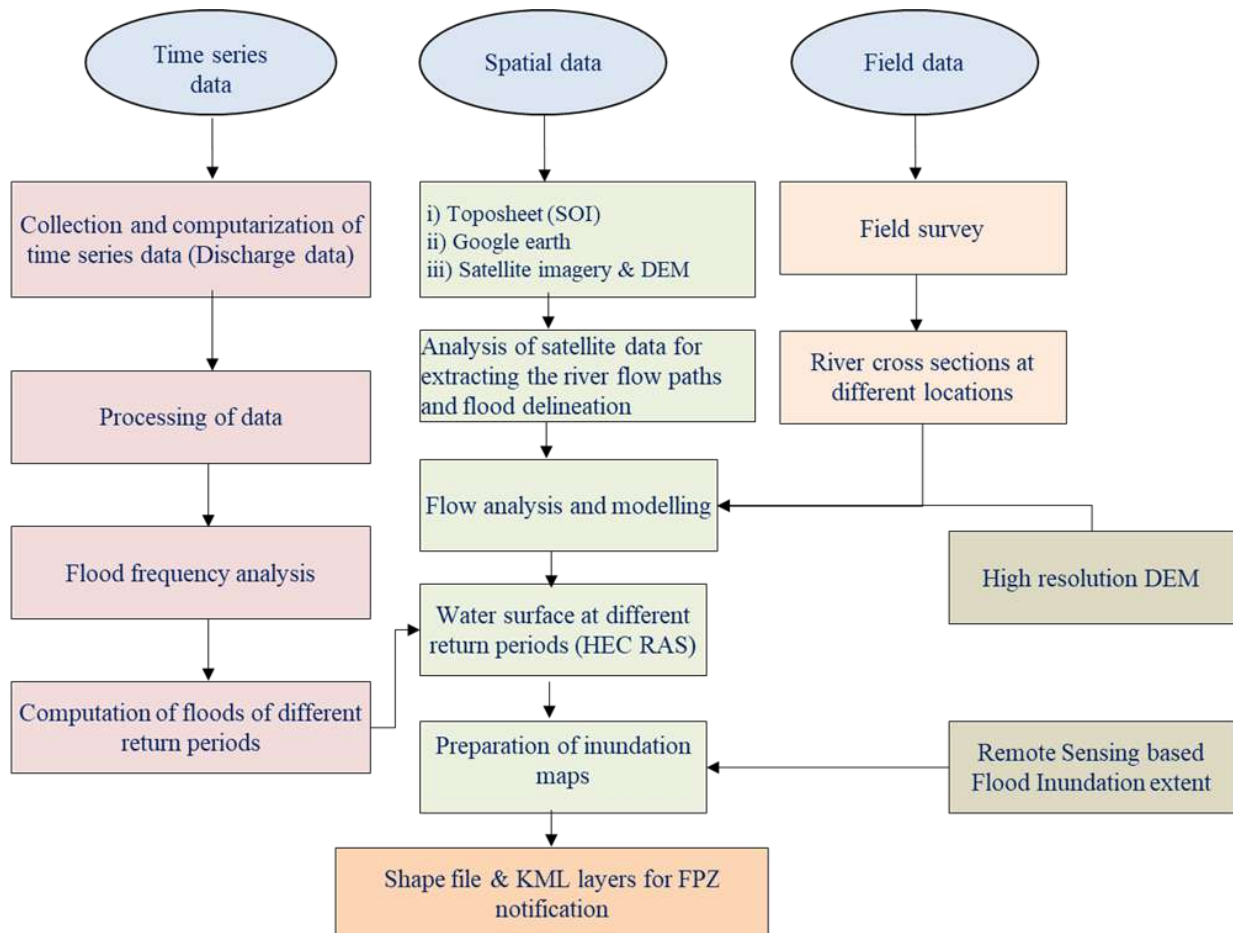 Time series
data
Spatial data
Field data
Collection and computarization of
time series data (Discharge data)
i) Toposheet (SOI)
ii) Google earth
iii) Satellite imagery & DEM
Field survey
Analysis of satellite data for
extracting the river flow paths
and flood delineation
River cross sections at
different locations
Processing of data
Flow analysis and modelling
Flood frequency analysis
High resolution DEM
Water surface at different
return periods (HEC RAS)
Computation of floods of different
return periods
Preparation of inundation
maps
Remote Sensing based
Flood Inundation extent
Shape file & KML layers for FPZ
notification